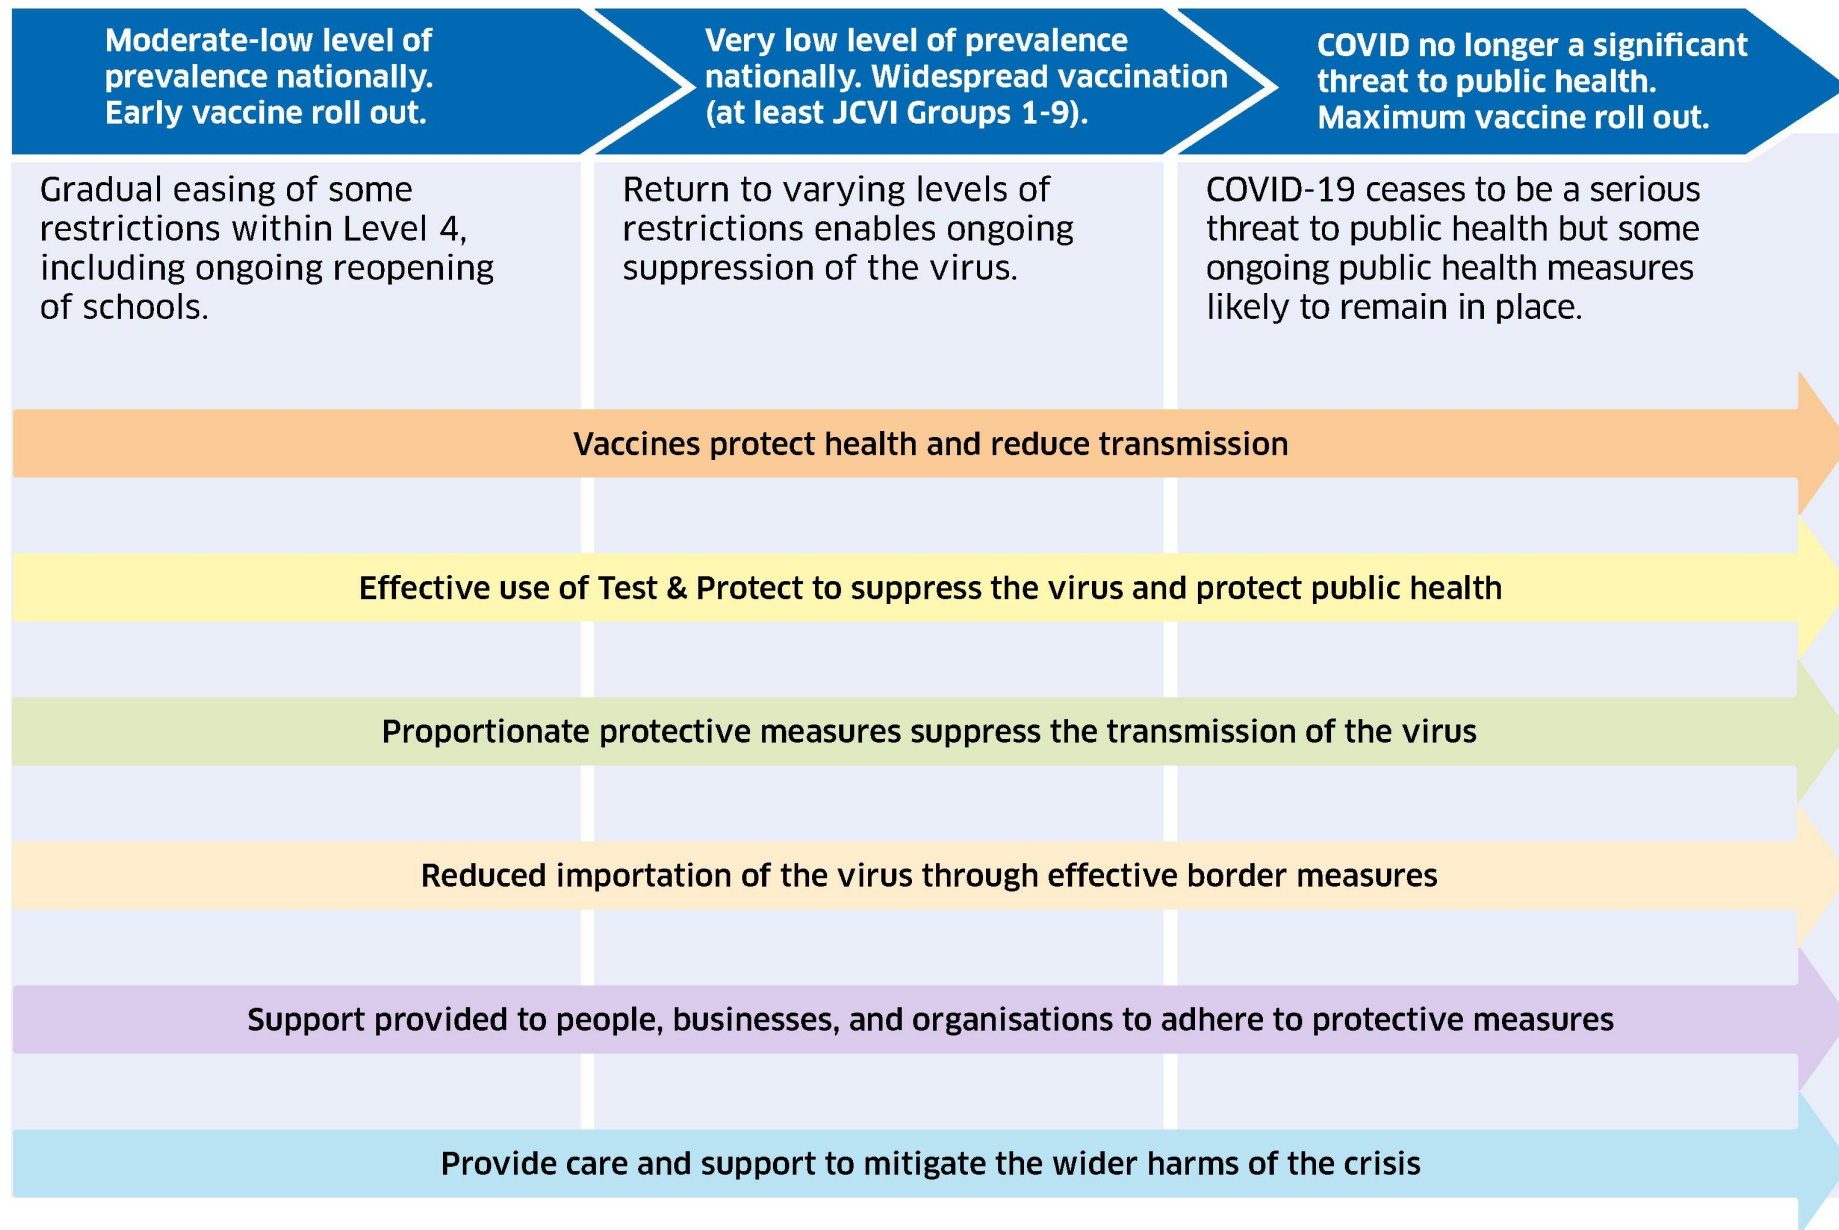 Moderate-low level of
prevalence nationally.
Early vaccine roll out.
Very low level of prevalence
nationally. Widespread vaccination
(at least JCVI Groups 1-9).
COVID no longer a significant
threat to public health.
Maximum vaccine roll out.
Gradual easing of some
restrictions within Level 4,
including ongoing reopening
of schools.
Return to varying levels of
restrictions enables ongoing
suppression of the virus.
COVID-19 ceases to be a serious
threat to public health but some
ongoing public health measures
likely to remain in place.
Vaccines protect health and reduce transmission
Effective use of Test & Protect to suppress the virus and protect public health
Proportionate protective measures suppress the transmission of the virus
Reduced importation of the virus through effective border measures
Support provided to people, businesses, and organisations to adhere to protective measures
Provide care and support to mitigate the wider harms of the crisis